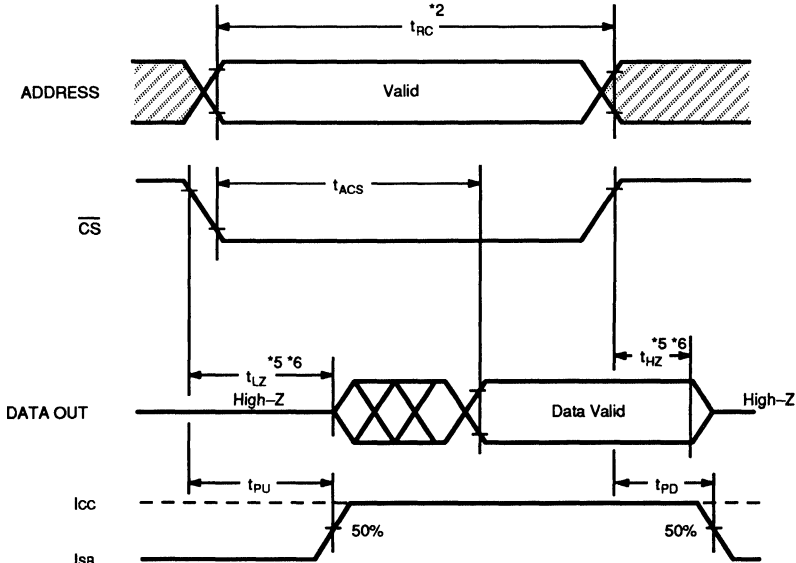 *2
tRC
ADDRESS
Valid
tACS
CS
*5 *6
tLZ
*5 *6
tHZ
High–Z
DATA OUT
Data Valid
High–Z
tPU
tPD
ICC
50%
50%
ISB